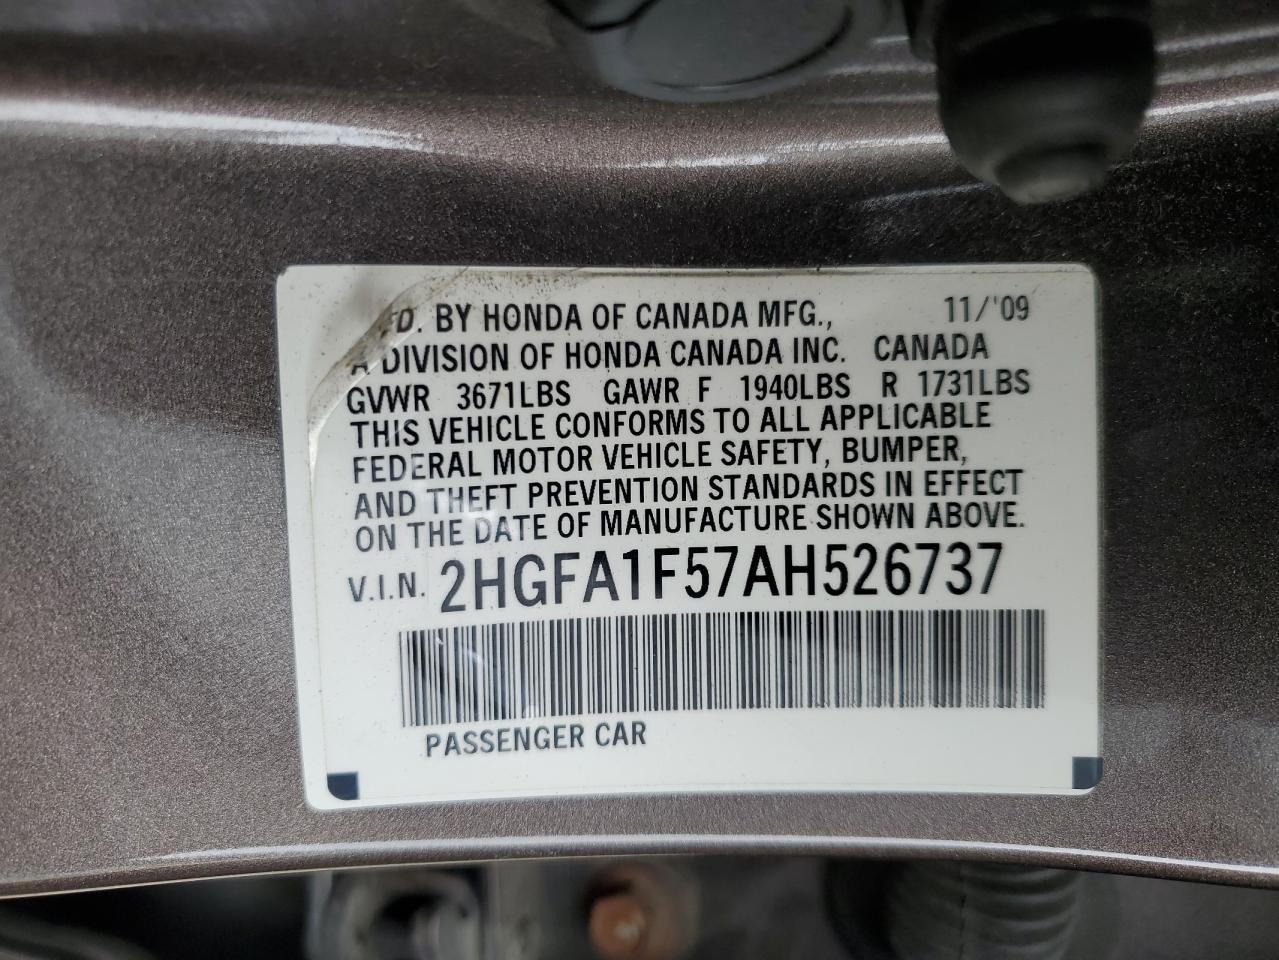 BY HONDA OF CANADA MFG., 11/'09
A DIVISION OF HONDA CANADA INC. CANADA
GVWR 3671LBS GAWR F 1940LBS R 1731LBS
THIS VEHICLE CONFORMS TO ALL APPLICABLE
FEDERAL MOTOR VEHICLE SAFETY, BUMPER,
AND THEFT PREVENTION STANDARDS IN EFFECT
ON THE DATE OF MANUFACTURE SHOWN ABOVE.
V.I.N. 2HGFA1F57AH526737
PASSENGER CAR